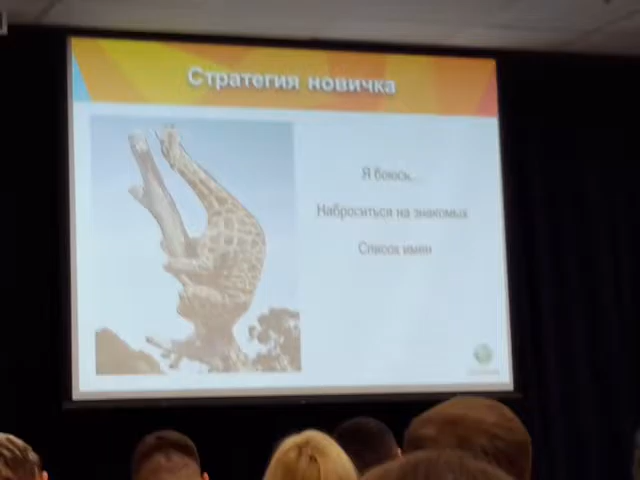 Стратегия новичка
Я боюсь...
Наброситься на знакомых
Список имен